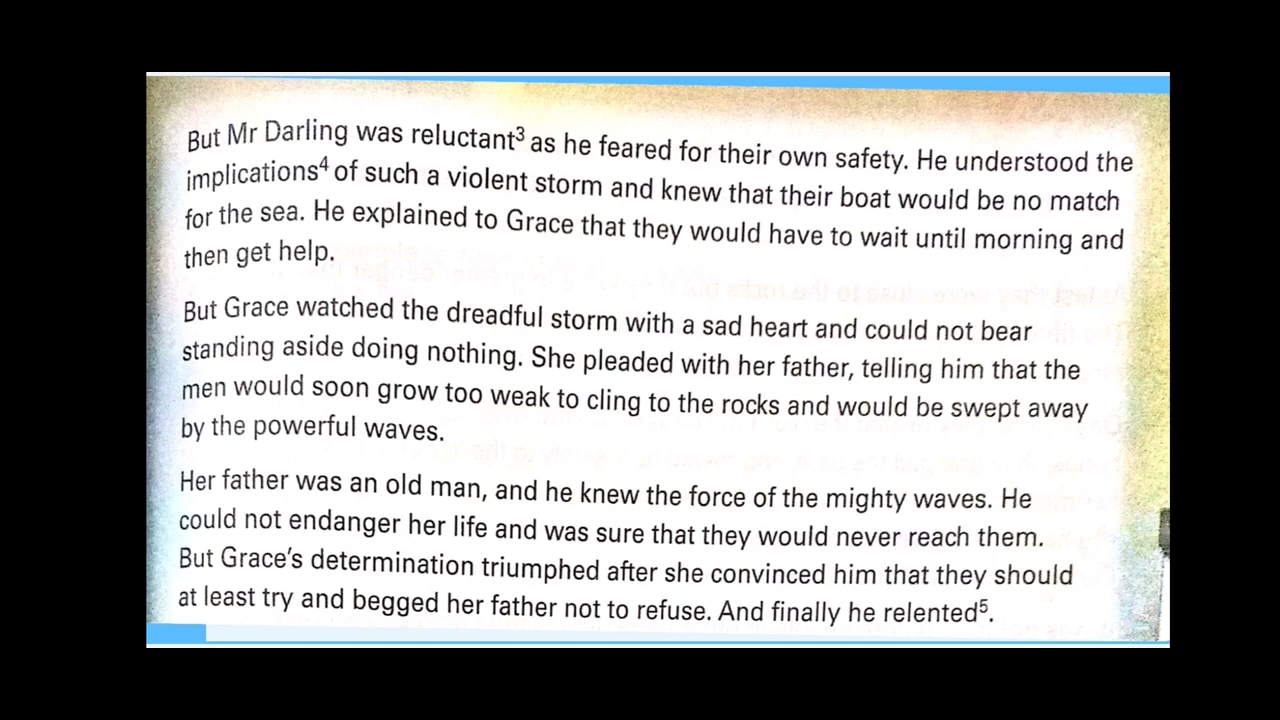 But Mr Darling was reluctant³ as he feared for their own safety. He understood the
implications⁴ of such a violent storm and knew that their boat would be no match
for the sea. He explained to Grace that they would have to wait until morning and
then get help.
But Grace watched the dreadful storm with a sad heart and could not bear
standing aside doing nothing. She pleaded with her father, telling him that the
men would soon grow too weak to cling to the rocks and would be swept away
by the powerful waves.
Her father was an old man, and he knew the force of the mighty waves. He
could not endanger her life and was sure that they would never reach them.
But Grace's determination triumphed after she convinced him that they should
at least try and begged her father not to refuse. And finally he relented⁵.